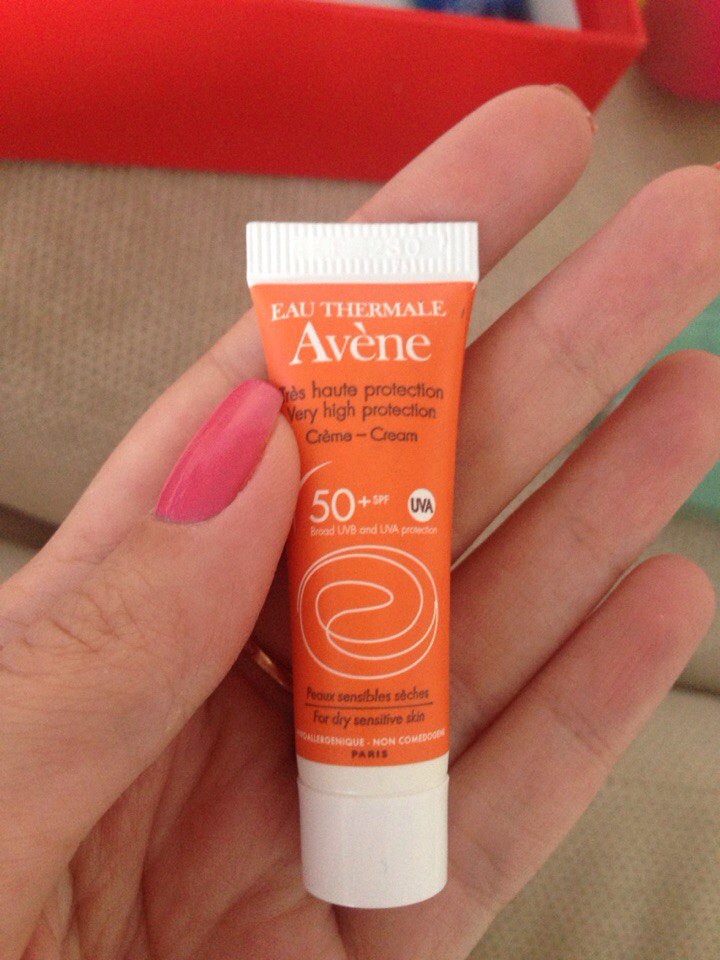 EAU THERMALE
Avène
Très haute protection
Very high protection
Crème – Cream
50+ SPF UVA
Broad UVB and UVA protection
Peaux sensibles sèches
For dry sensitive skin
NON COMEDOGENE
PARIS